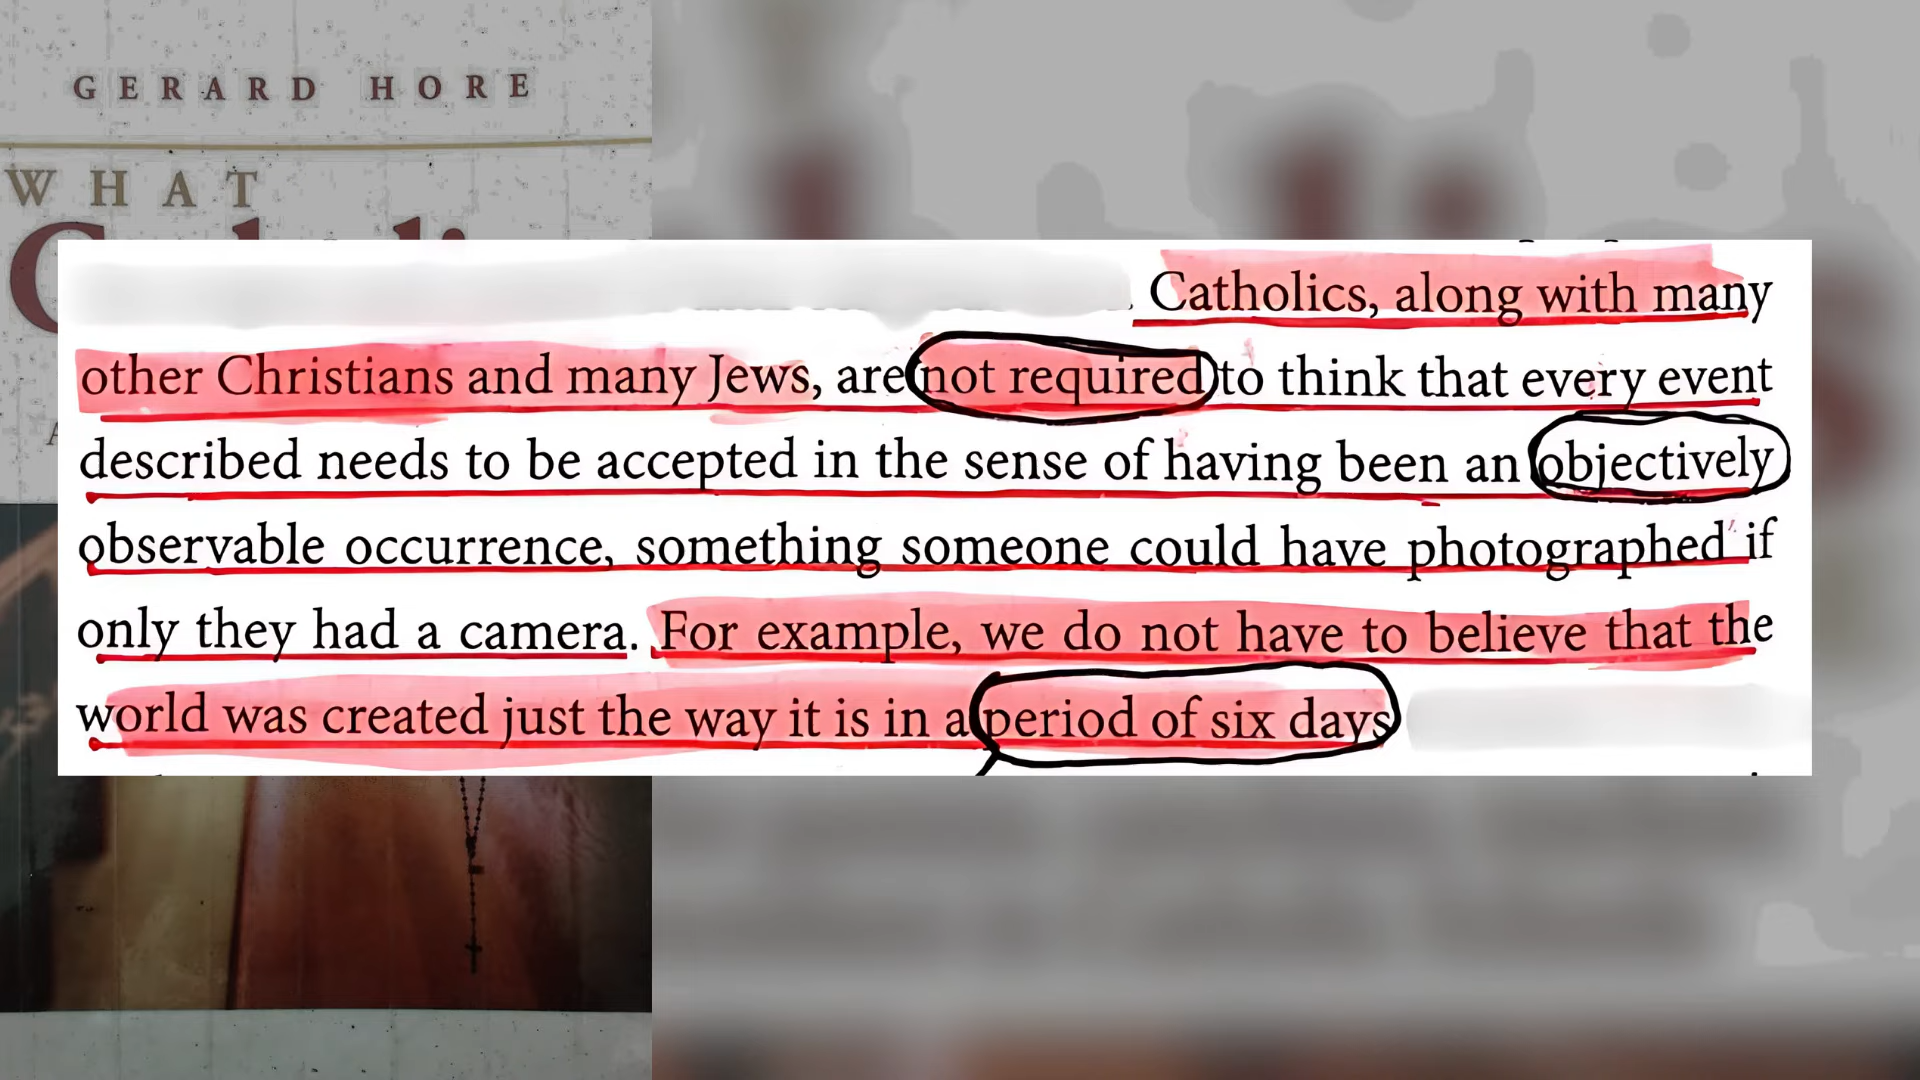 GERARD HORE
WHAT
Catholics, along with many
other Christians and many Jews, are not required to think that every event
described needs to be accepted in the sense of having been an objectively
observable occurrence, something someone could have photographed if
only they had a camera. For example, we do not have to believe that the
world was created just the way it is in a period of six days